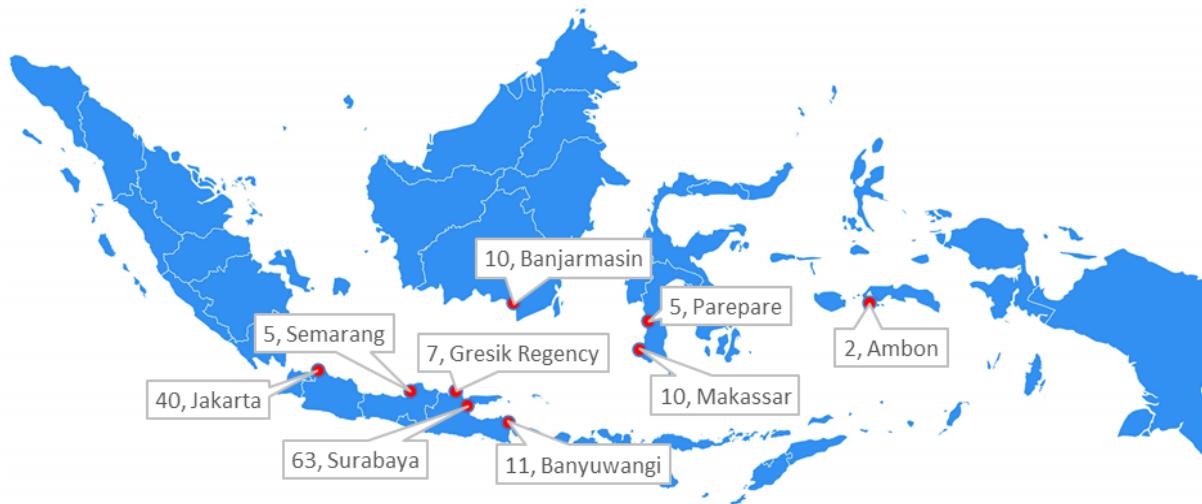 10, Banjarmasin
5, Parepare
5, Semarang
7, Gresik Regency
2, Ambon
40, Jakarta
10, Makassar
63, Surabaya
11, Banyuwangi